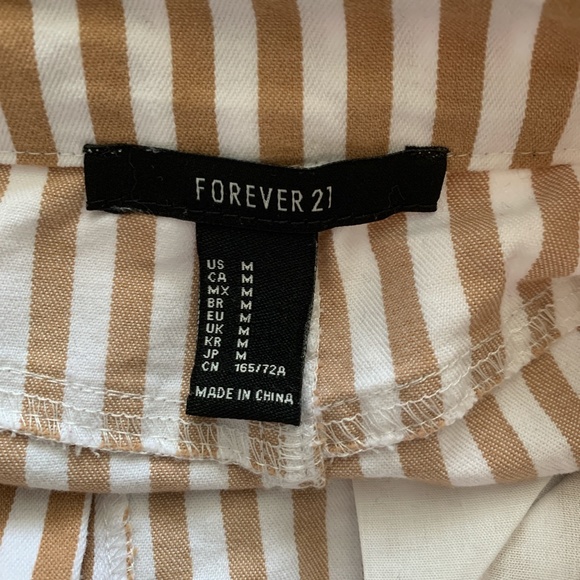 FOREVER 21
US M
CA M
MX M
BR M
EU M
UK M
KR M
JP M
CN 165/72A
MADE IN CHINA